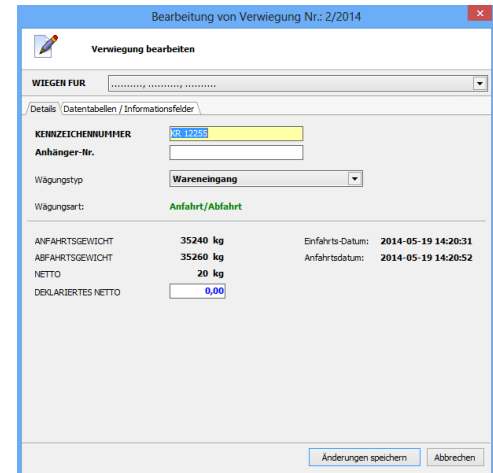 Bearbeitung von Verwiegung Nr.: 2/2014
Verwiegung bearbeiten
WIEGEN FUR .........., .........., ..........
Details Datentabellen / Informationsfelder
KENNZEICHENNUMMER KR 12255
Anhänger-Nr.
Wägungstyp Wareneingang
Wägungsart: Anfahrt/Abfahrt
ANFAHRTSGEWICHT 35240 kg Einfahrts-Datum: 2014-05-19 14:20:31
ABFAHRTSGEWICHT 35260 kg Anfahrtsdatum: 2014-05-19 14:20:52
NETTO 20 kg
DEKLARIERTES NETTO 0,00
Änderungen speichern Abbrechen